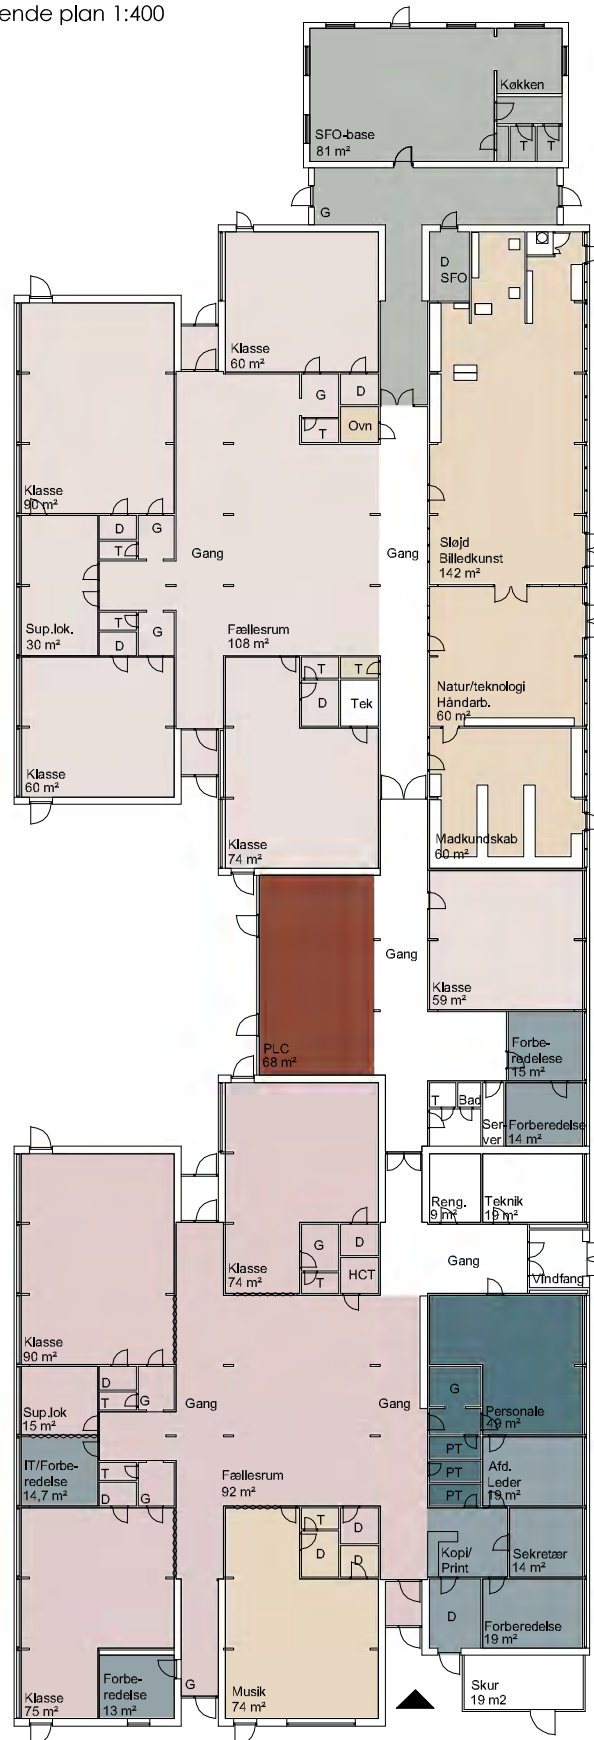 ende plan 1:400
Køkken
SFO-base
81 m²
T
T
G
D
SFO
Klasse
60 m²
G
D
T
Ovn
Klasse
90 m²
D
G
T
Gang
Gang
Sløjd
Billedkunst
142 m²
Sup.lok.
30 m²
T
D
G
Fællesrum
108 m²
T
T
D
Tek
Natur/teknologi
Håndarb.
60 m²
Klasse
60 m²
Klasse
74 m²
Madkundskab
60 m²
Gang
Klasse
59 m²
PLC
68 m²
Forbe-
redelese
15 m²
T
Bad
Ser-
ver
Forberedelse
14 m²
Reng.
9 m²
Teknik
19 m²
Klasse
74 m²
G
D
T
HCT
Gang
Vindfang
Klasse
90 m²
D
T
G
Gang
Gang
G
Personale
49 m²
Sup.lok
15 m²
IT/Forbe-
redelse
14,7 m²
T
D
G
Fællesrum
92 m²
PT
PT
PT
Afd.
Leder
19 m²
T
D
D
D
Kopi/
Print
Sekretær
14 m²
D
Forberedelse
19 m²
Klasse
75 m²
Forbe-
redelse
13 m²
G
Musik
74 m²
Skur
19 m2